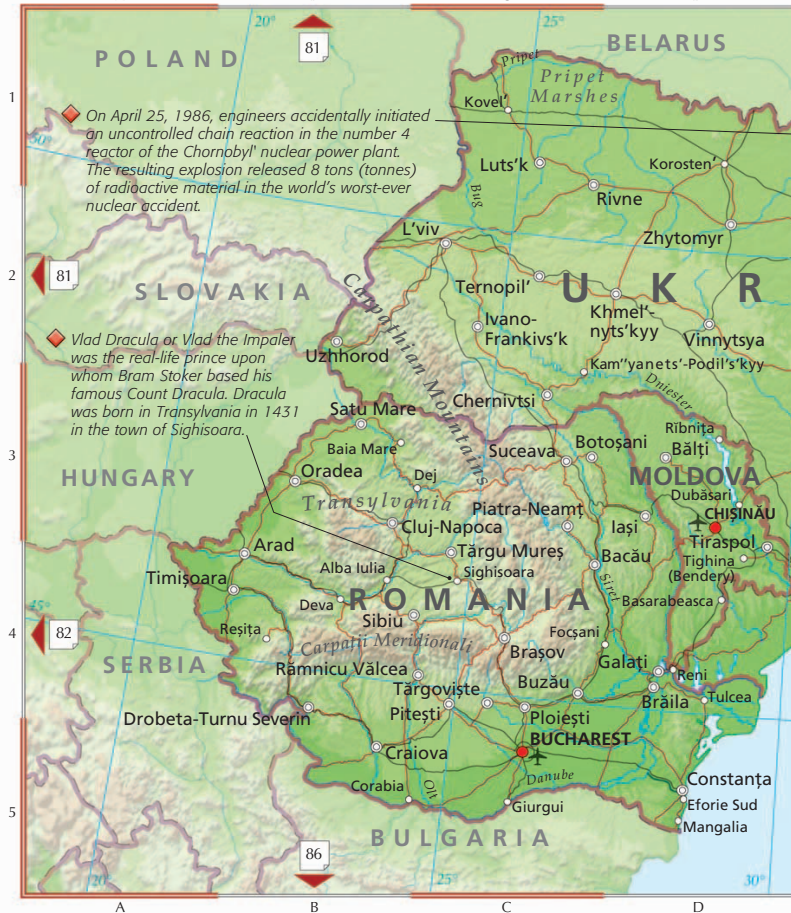 20°
81
25°
POLAND
BELARUS
Pripet
Pripet
Marshes
1
Kovel'
On April 25, 1986, engineers accidentally initiated
an uncontrolled chain reaction in the number 4
reactor of the Chornobyl' nuclear power plant.
The resulting explosion released 8 tons (tonnes)
of radioactive material in the world's worst-ever
nuclear accident.
50°
Luts'k
Korosten'
Bug
Rivne
L'viv
Zhytomyr
2
81
SLOVAKIA
Carpathian Mountains
Ternopil'
U K R
Ivano-
Frankivs'k
Khmel'-
nyts'kyy
Vinnytsya
Vlad Dracula or Vlad the Impaler
was the real-life prince upon
whom Bram Stoker based his
famous Count Dracula. Dracula
was born in Transylvania in 1431
in the town of Sighisoara.
Uzhhorod
Kam"yanets'-Podil's'kyy
Dniester
Chernivtsi
Satu Mare
Rîbniţa
Baia Mare
Suceava
Botoșani
Bălți
3
HUNGARY
Oradea
Dej
MOLDOVA
Transylvania
Dubăsari
Piatra-Neamț
CHIȘINĂU
Cluj-Napoca
Iași
Tiraspol
Arad
Târgu Mureș
Bacău
Tighina
(Bendery)
Timișoara
Alba Iulia
Sighisoara
Siret
45°
Deva
ROMANIA
Basarabeasca
4
82
Reșița
Sibiu
Focșani
Carpații Meridionali
Brașov
SERBIA
Râmnicu Vâlcea
Galați
Reni
Târgoviște
Buzău
Brăila
Tulcea
Drobeta-Turnu Severin
Pitești
Ploiești
BUCHAREST
Craiova
Danube
Constanța
Corabia
Olt
Eforie Sud
5
Giurgui
Mangalia
BULGARIA
86
20°
25°
30°
A
B
C
D